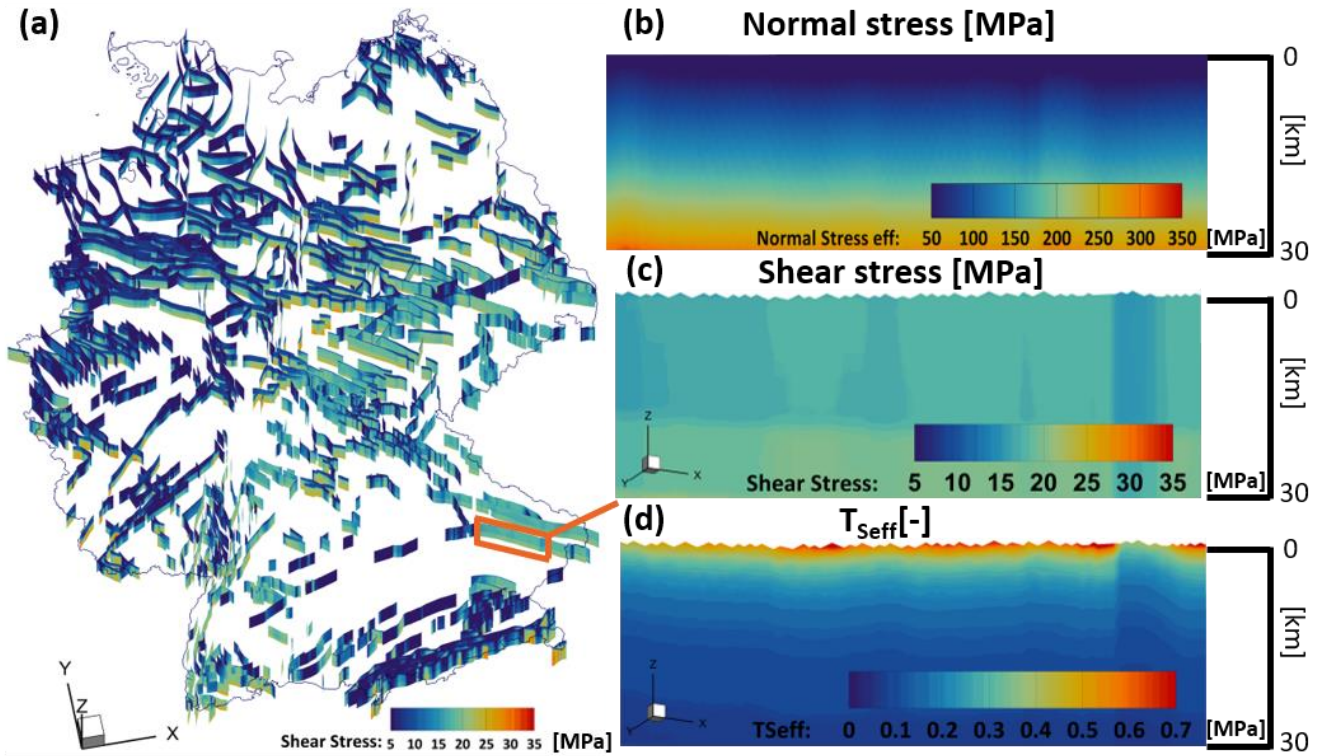 (a)
Y
Z
X
Shear Stress: 5 10 15 20 25 30 35 [MPa]
(b) Normal stress [MPa]
0
[km]
Normal Stress eff: 50 100 150 200 250 300 350 [MPa]
30
(c) Shear stress [MPa]
0
[km]
Z
Y
X
Shear Stress: 5 10 15 20 25 30 35 [MPa]
30
(d) TSeff[-]
0
[km]
Z
Y
X
TSeff: 0 0.1 0.2 0.3 0.4 0.5 0.6 0.7
30